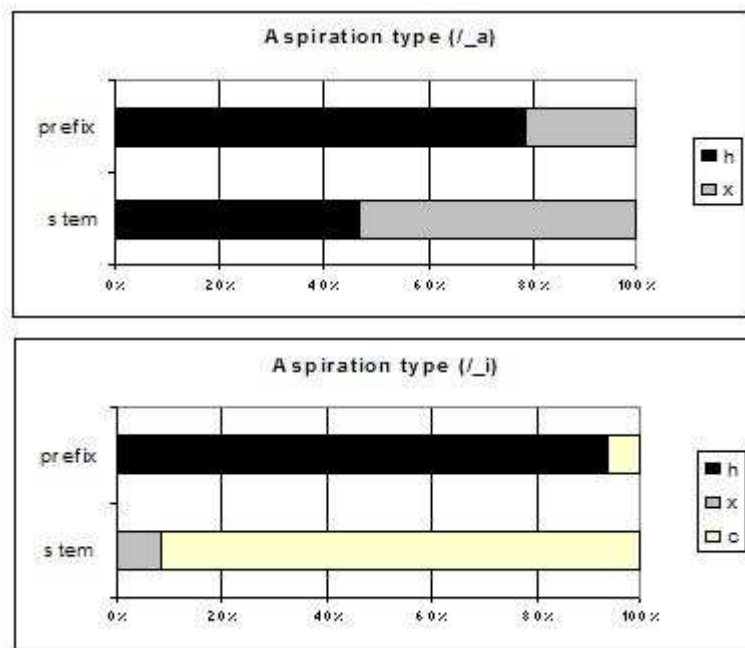 Aspiration type (/_a)
prefix
stem
0% 20% 40% 60% 80% 100%
h
x
Aspiration type (/_i)
prefix
stem
0% 20% 40% 60% 80% 100%
h
x
c